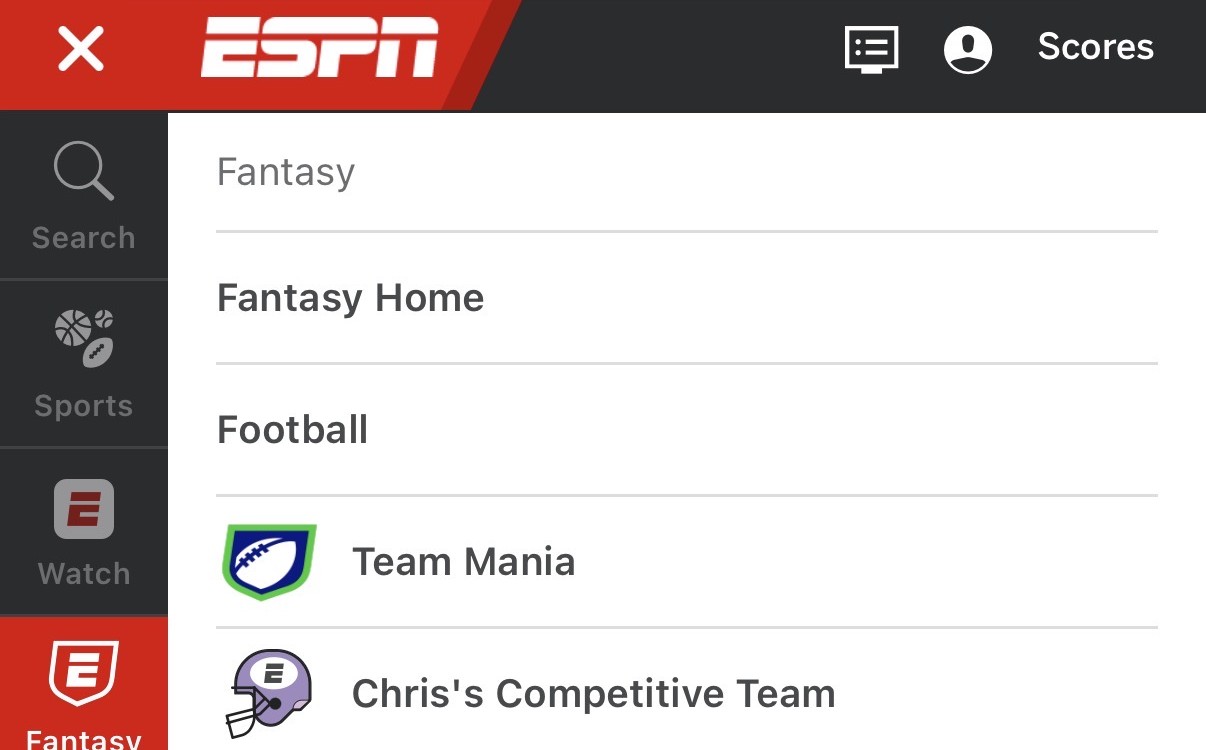 ESPN
Scores
Search
Sports
Watch
Fantasy
Fantasy
Fantasy Home
Football
Team Mania
E
Chris's Competitive Team